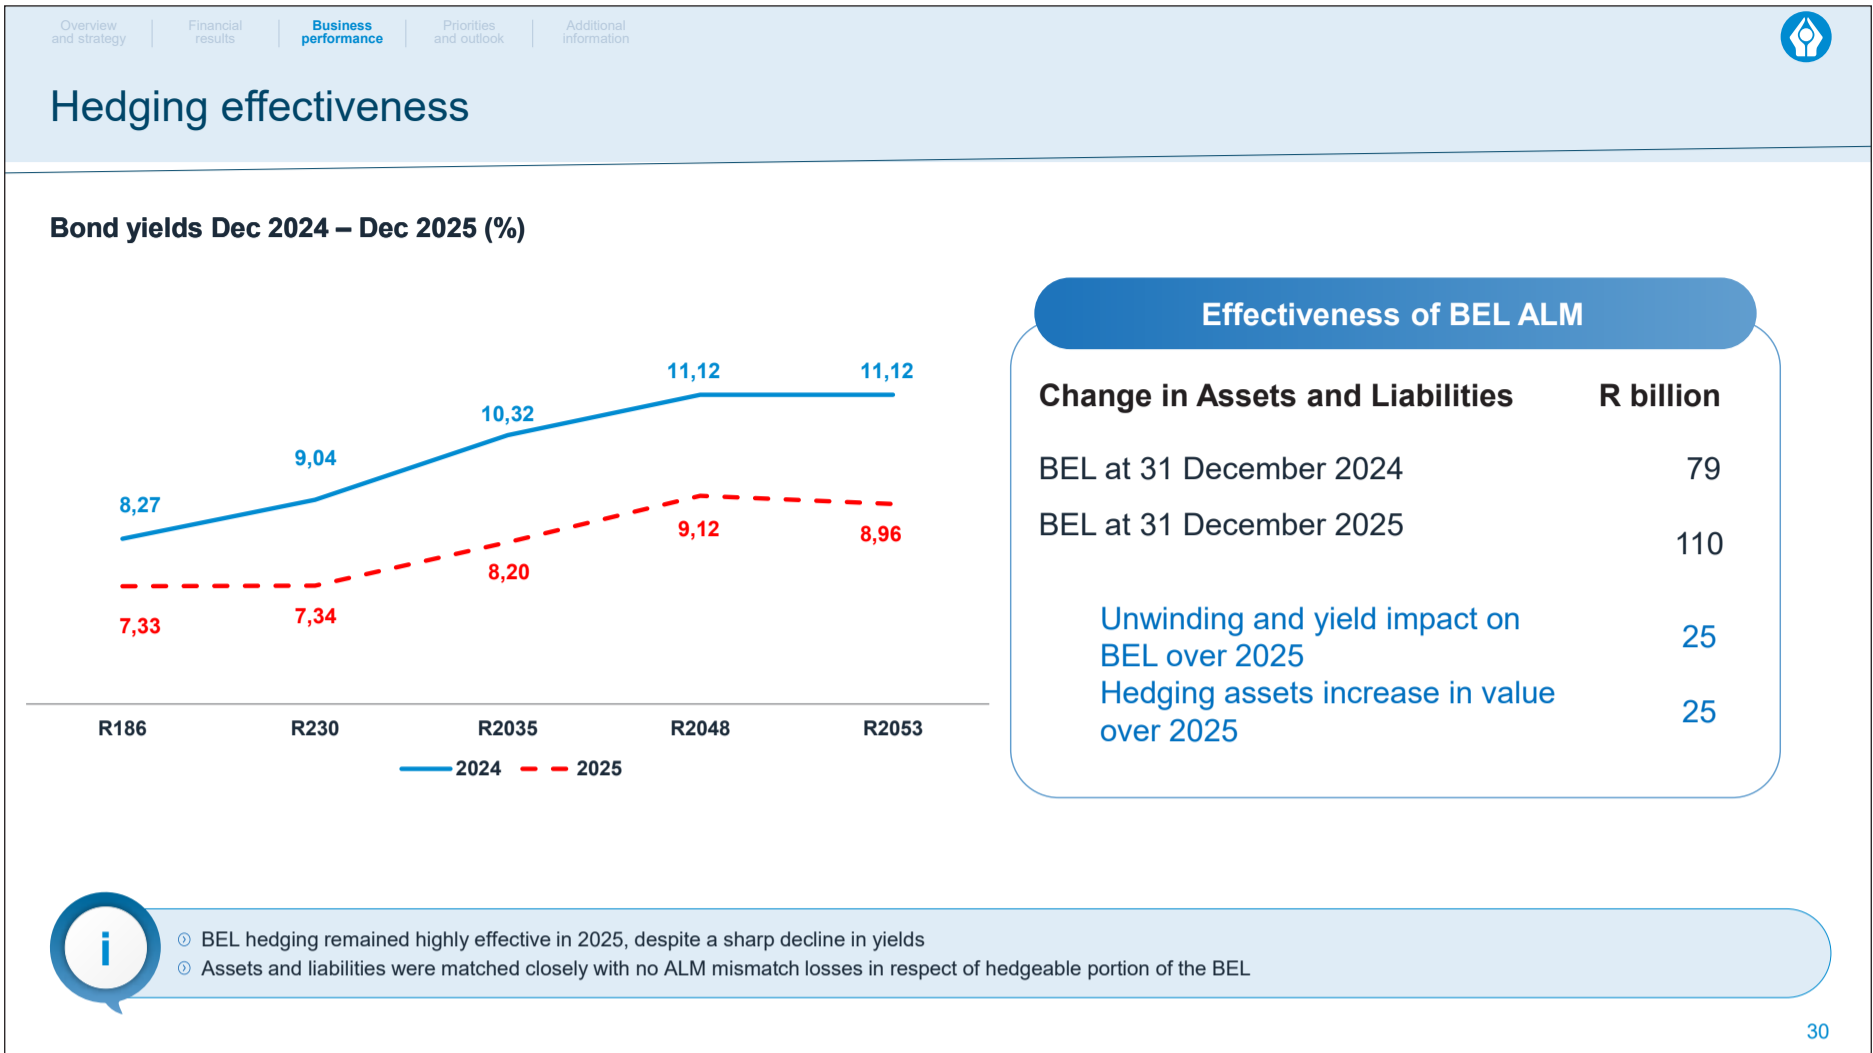 Overview
and strategy
Financial
results
Business
performance
Priorities
and outlook
Additional
information
Hedging effectiveness
Bond yields Dec 2024 – Dec 2025 (%)
11,12
11,12
10,32
9,04
8,27
9,12
8,96
8,20
7,34
7,33
R186
R230
R2035
R2048
R2053
2024
2025
Effectiveness of BEL ALM
Change in Assets and Liabilities R billion
BEL at 31 December 2024 79
BEL at 31 December 2025 110
Unwinding and yield impact on
BEL over 2025 25
Hedging assets increase in value
over 2025 25
i
BEL hedging remained highly effective in 2025, despite a sharp decline in yields
Assets and liabilities were matched closely with no ALM mismatch losses in respect of hedgeable portion of the BEL
30